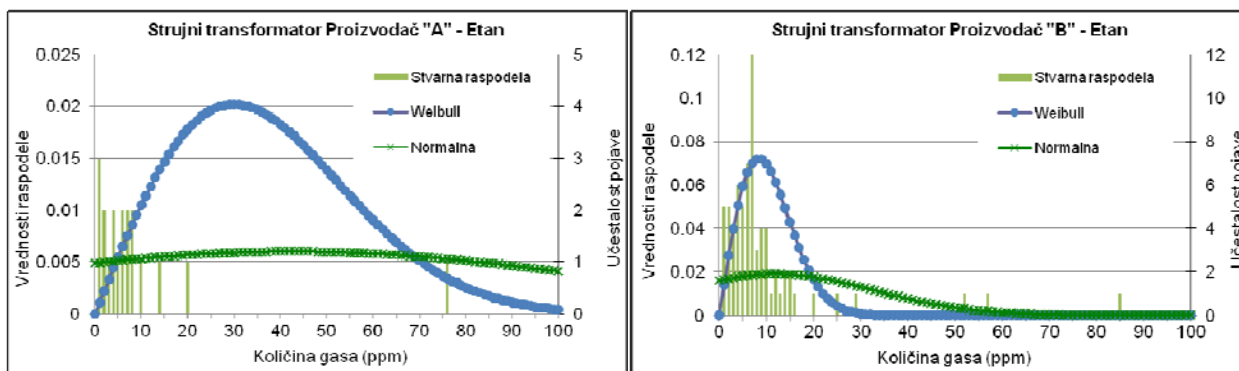 Strujni transformator Proizvođač "A" - Etan
Vrednosti raspodele
0.025
0.02
0.015
0.01
0.005
0
Stvarna raspodela
Weibull
Normalna
5
4
3
2
1
0
Učestalost pojave
0 10 20 30 40 50 60 70 80 90 100
Količina gasa (ppm)
Strujni transformator Proizvođač "B" - Etan
Vrednosti raspodele
0.12
0.1
0.08
0.06
0.04
0.02
0
Stvarna raspodela
Weibull
Normalna
12
10
8
6
4
2
0
Učestalost pojave
0 10 20 30 40 50 60 70 80 90 100
Količina gasa (ppm)